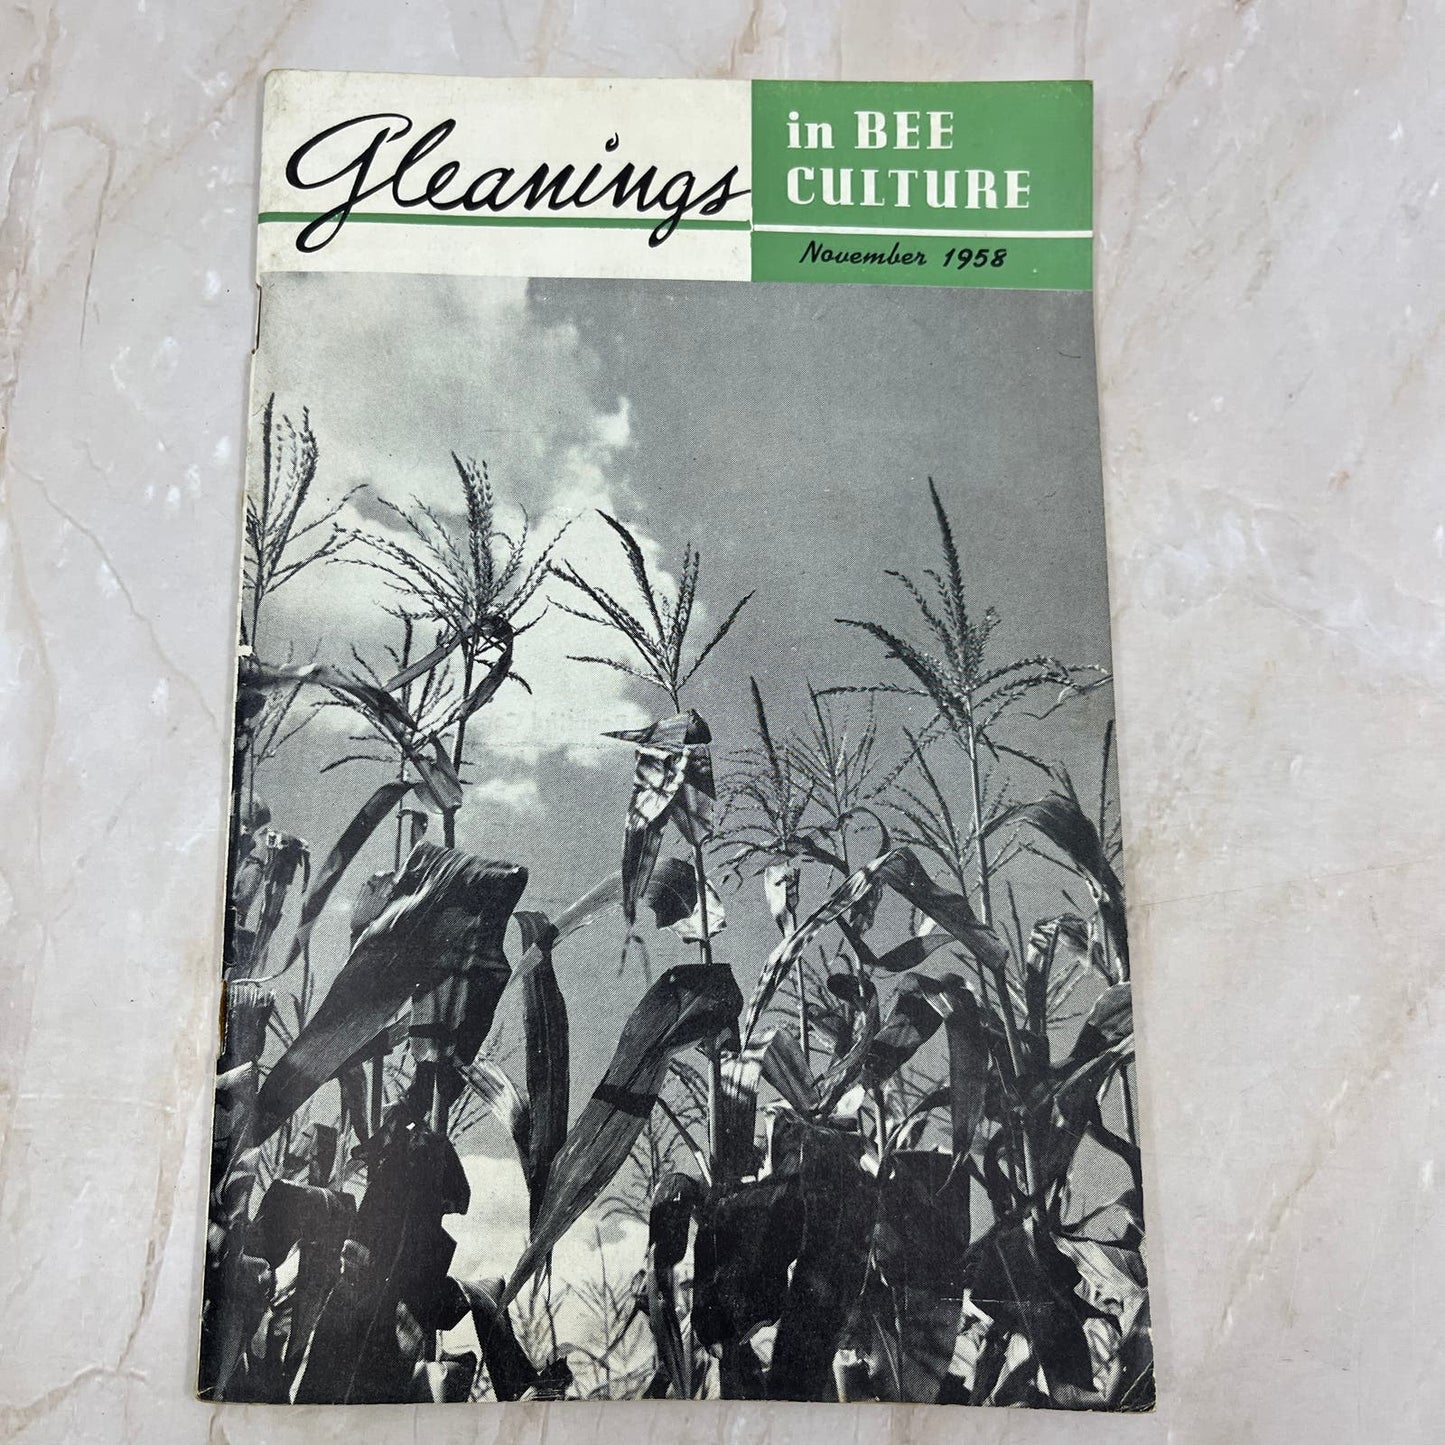 Gleanings
in BEE
CULTURE
November 1958